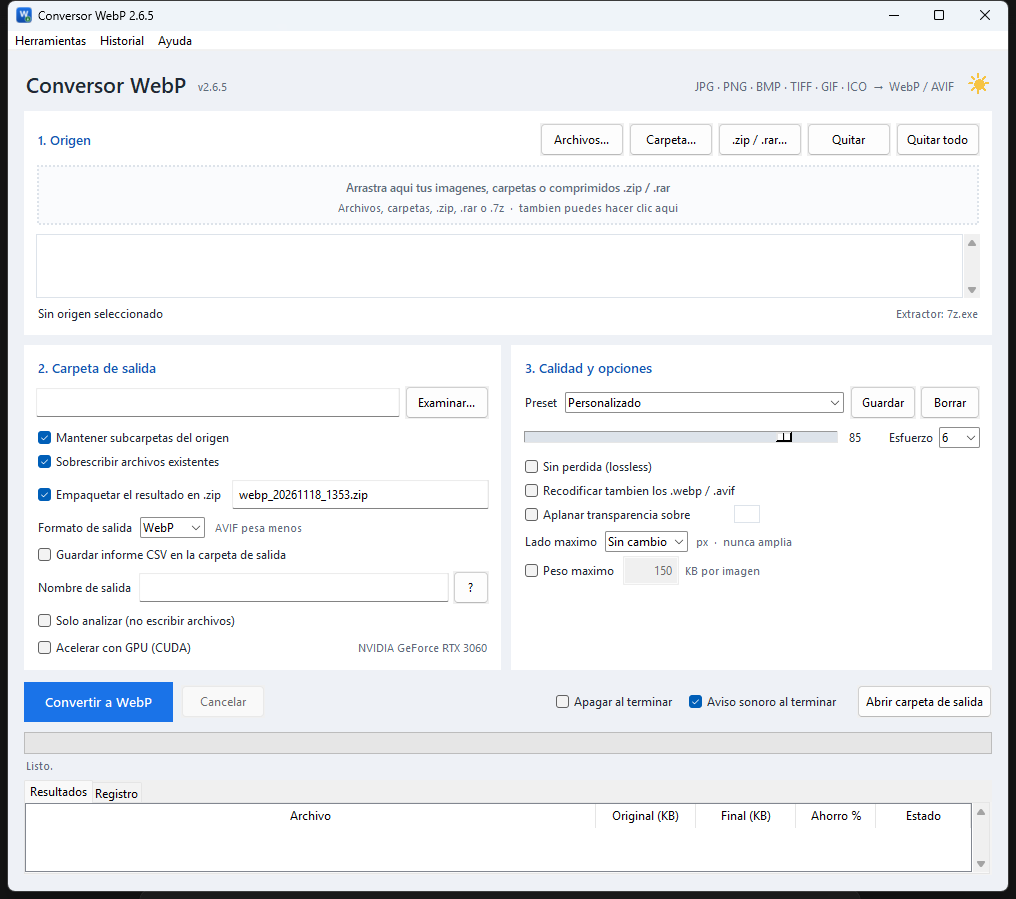 Conversor WebP 2.6.5
Herramientas Historial Ayuda
Conversor WebP v2.6.5 JPG · PNG · BMP · TIFF · GIF · ICO → WebP / AVIF
1. Origen Archivos... Carpeta... .zip / .rar... Quitar Quitar todo
Arrastra aqui tus imagenes, carpetas o comprimidos .zip / .rar
Archivos, carpetas, .zip, .rar o .7z · tambien puedes hacer clic aqui
Sin origen seleccionado Extractor: 7z.exe
2. Carpeta de salida
Examinar...
Mantener subcarpetas del origen
Sobrescribir archivos existentes
Empaquetar el resultado en .zip webp_20261118_1353.zip
Formato de salida WebP AVIF pesa menos
Guardar informe CSV en la carpeta de salida
Nombre de salida ?
Solo analizar (no escribir archivos)
Acelerar con GPU (CUDA) NVIDIA GeForce RTX 3060
3. Calidad y opciones
Preset Personalizado Guardar Borrar
85 Esfuerzo 6
Sin perdida (lossless)
Recodificar tambien los .webp / .avif
Aplanar transparencia sobre
Lado maximo Sin cambio px · nunca amplia
Peso maximo 150 KB por imagen
Convertir a WebP Cancelar Apagar al terminar Aviso sonoro al terminar Abrir carpeta de salida
Listo.
Resultados Registro
Archivo Original (KB) Final (KB) Ahorro % Estado